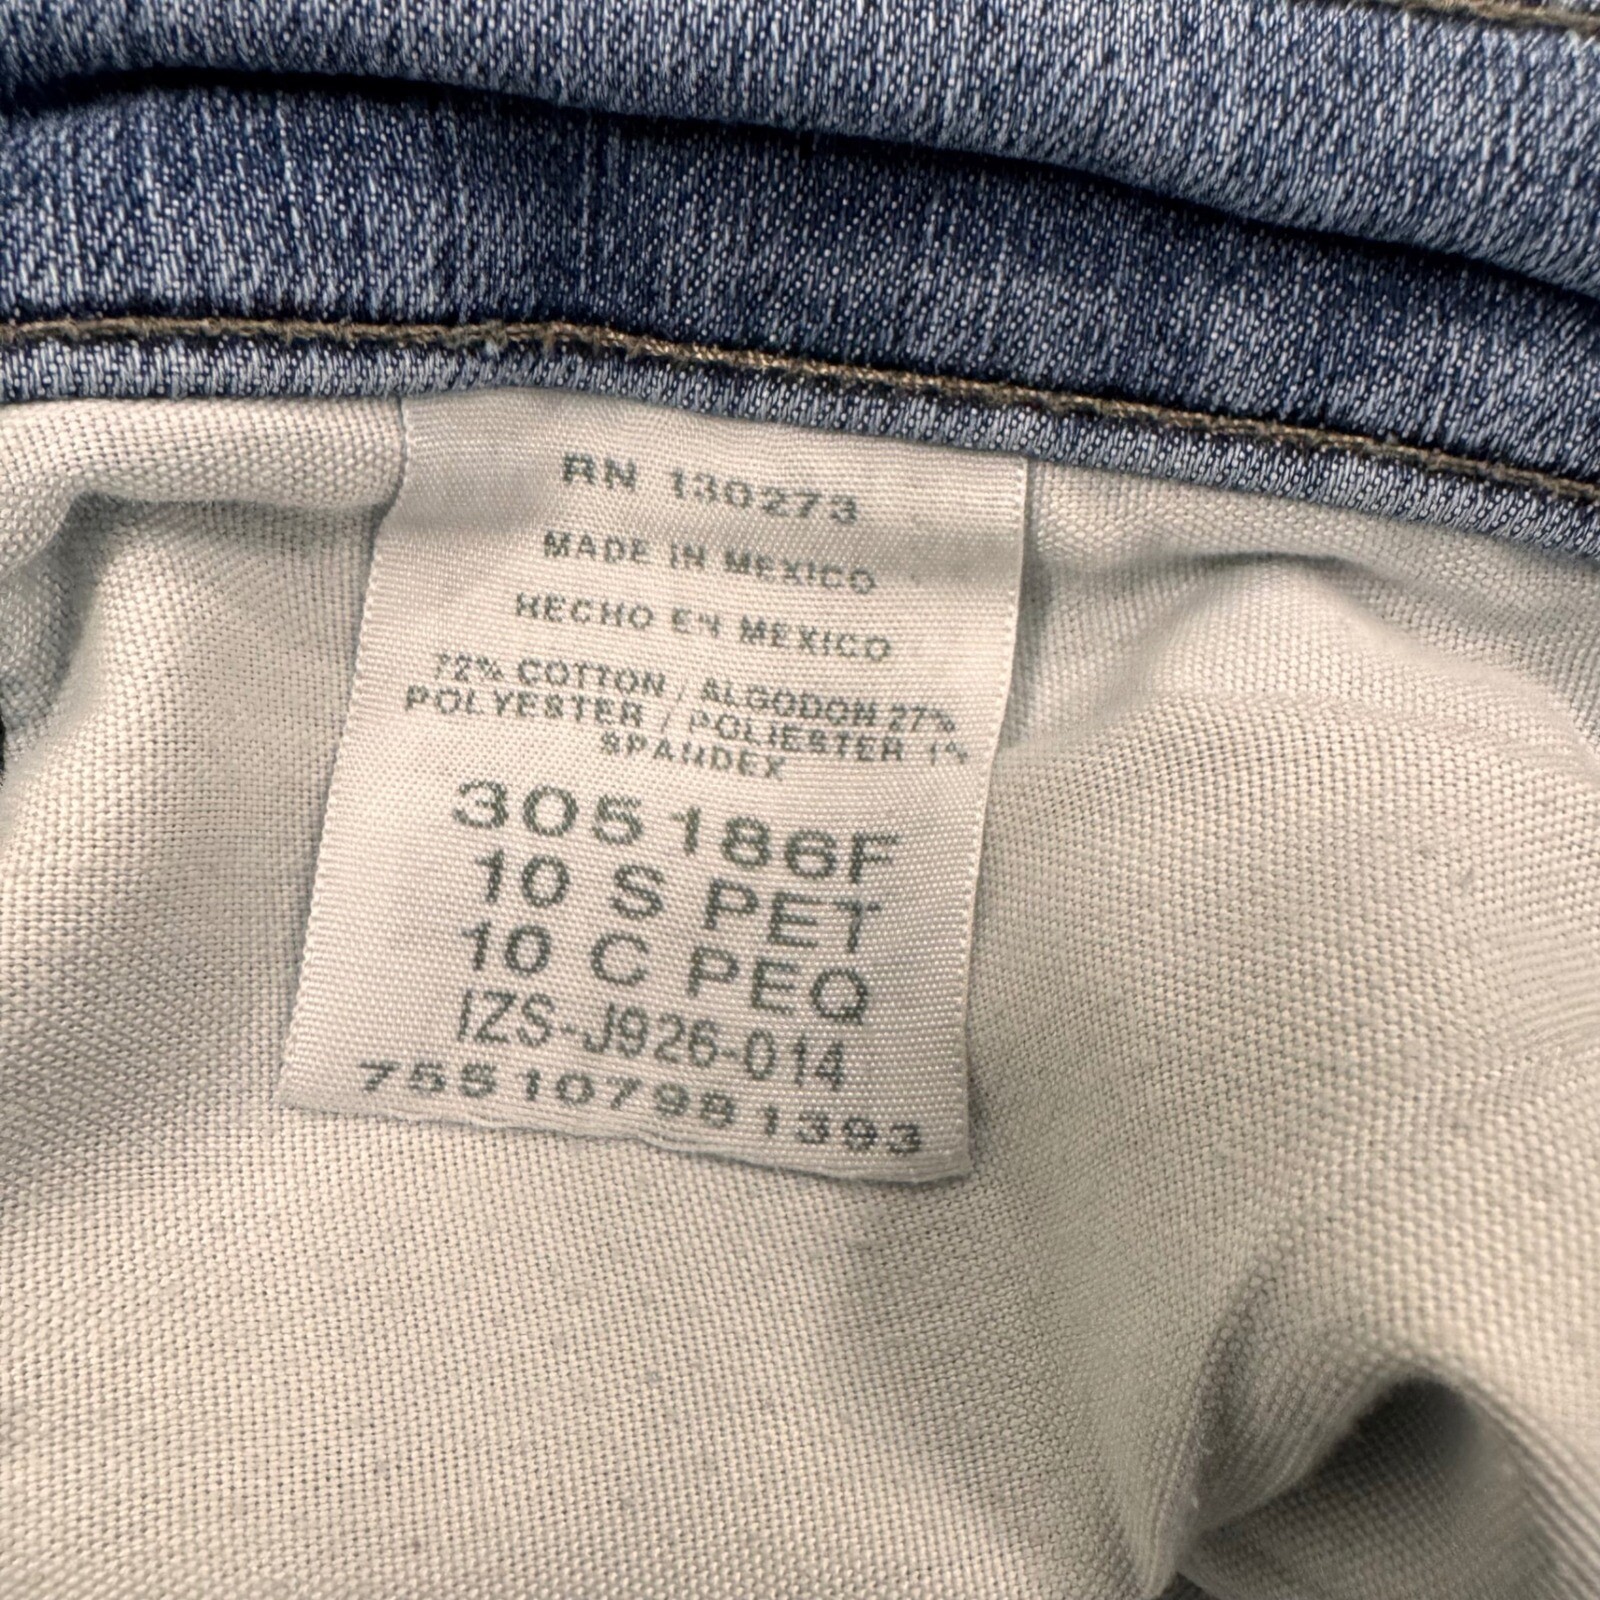 RN 130273
MADE IN MEXICO
HECHO EN MEXICO
72% COTTON / ALGODON 27%
POLYESTER / POLIESTER 1%
SPANDEX
305186F
10 S PET
10 C PEQ
IZS-J926-014
755107981393